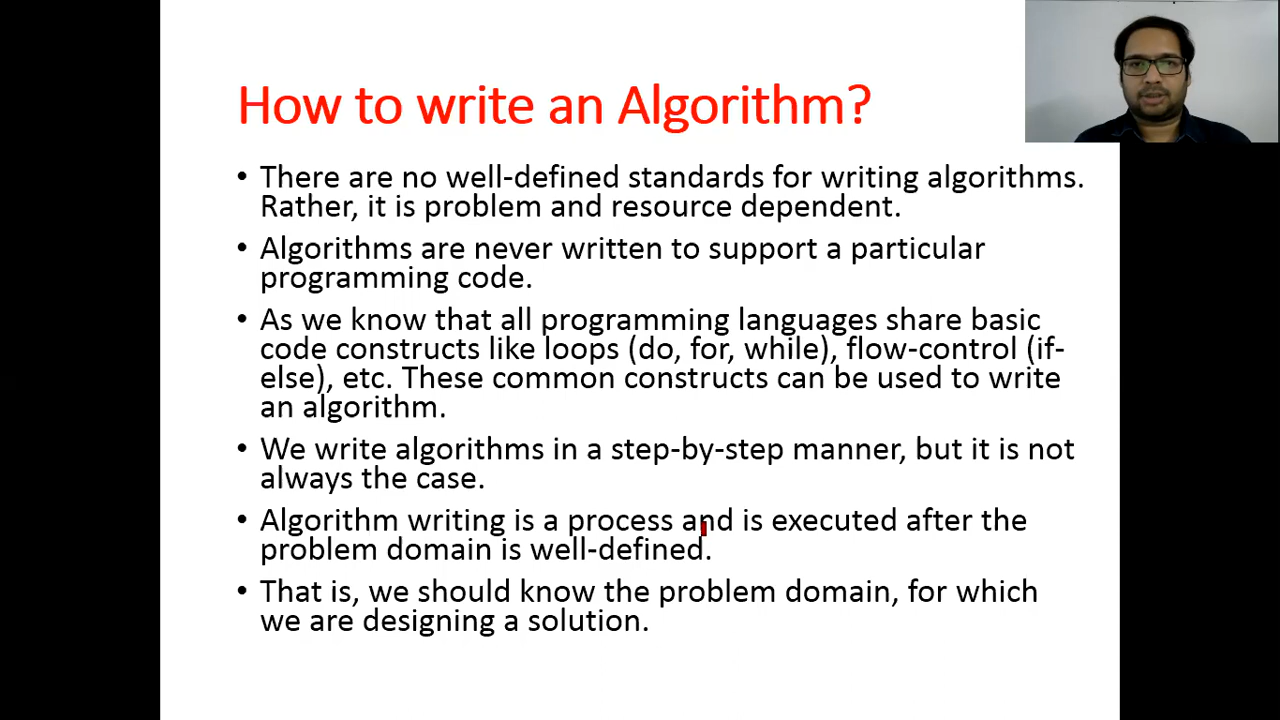 How to write an Algorithm?
• There are no well-defined standards for writing algorithms.
Rather, it is problem and resource dependent.
• Algorithms are never written to support a particular
programming code.
• As we know that all programming languages share basic
code constructs like loops (do, for, while), flow-control (if-
else), etc. These common constructs can be used to write
an algorithm.
• We write algorithms in a step-by-step manner, but it is not
always the case.
• Algorithm writing is a process and is executed after the
problem domain is well-defined.
• That is, we should know the problem domain, for which
we are designing a solution.